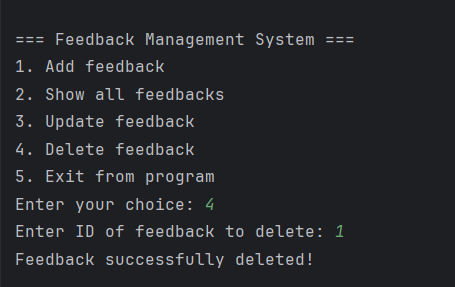 === Feedback Management System ===
1. Add feedback
2. Show all feedbacks
3. Update feedback
4. Delete feedback
5. Exit from program
Enter your choice: 4
Enter ID of feedback to delete: 1
Feedback successfully deleted!